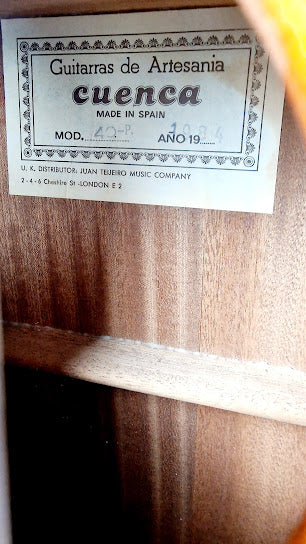 Guitarras de Artesania
cuenca
MADE IN SPAIN
MOD. 40-P. AÑO 19 1984
U. K. DISTRIBUTOR: JUAN TEIJEIRO MUSIC COMPANY
2 - 4 - 6 Cheshire St -LONDON E 2